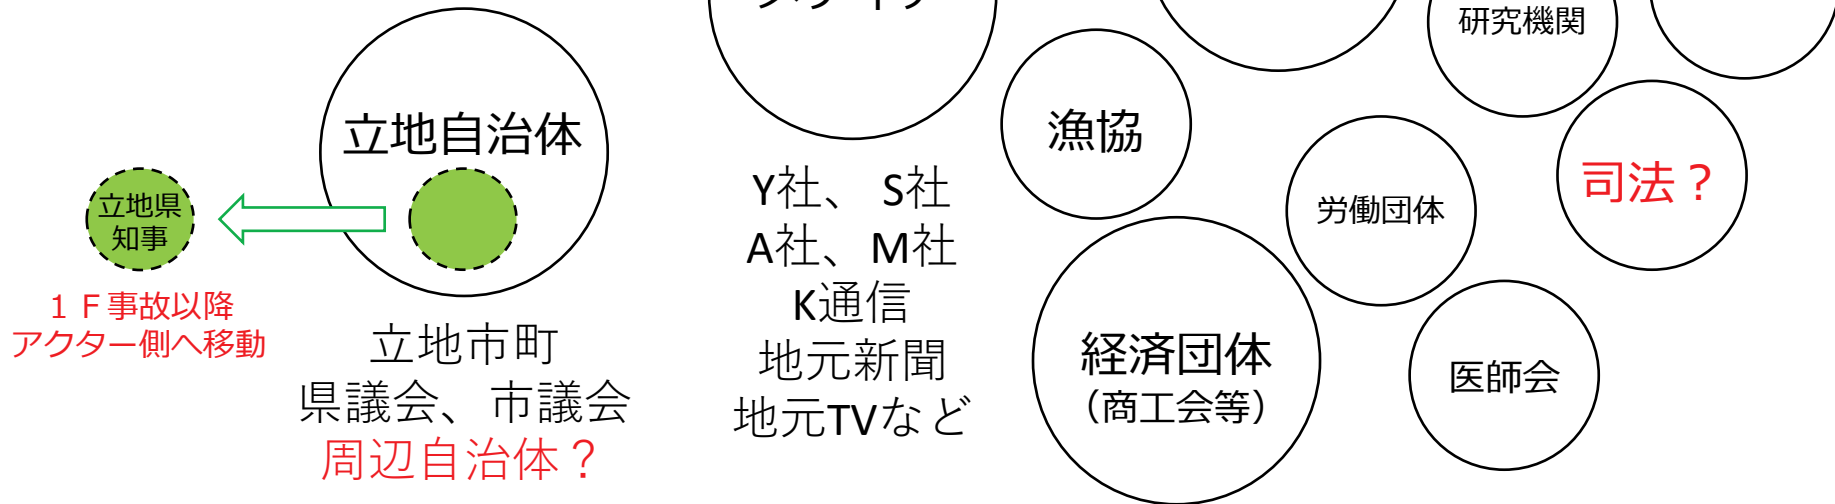 研究機関
立地自治体
立地県
知事
１Ｆ事故以降
アクター側へ移動
立地市町
県議会、市議会
周辺自治体？
Y社、S社
A社、M社
K通信
地元新聞
地元TVなど
漁協
経済団体
（商工会等）
労働団体
司法？
医師会